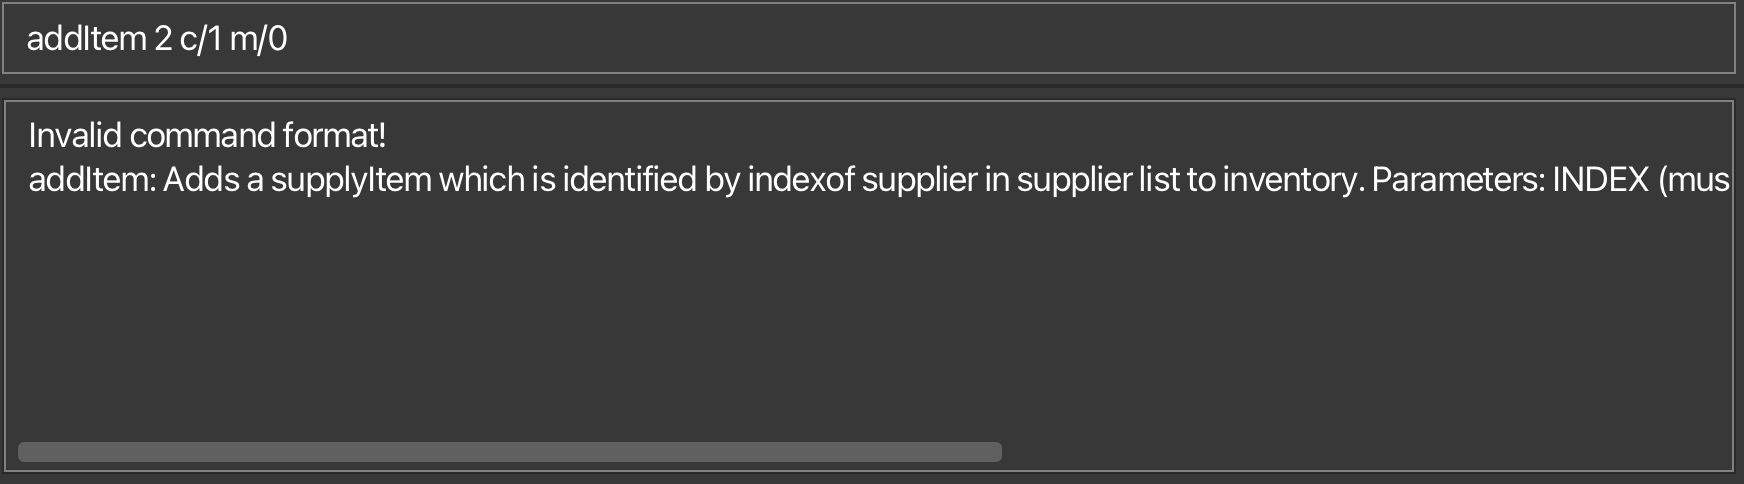 addItem 2 c/1 m/0
Invalid command format!
addItem: Adds a supplyItem which is identified by indexof supplier in supplier list to inventory. Parameters: INDEX (mus